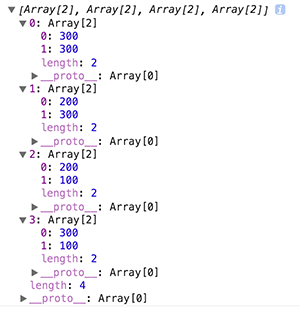 ▼ [Array[2], Array[2], Array[2], Array[2]] i
▼ 0: Array[2]
0: 300
1: 300
length: 2
▶ __proto__: Array[0]
▼ 1: Array[2]
0: 200
1: 300
length: 2
▶ __proto__: Array[0]
▼ 2: Array[2]
0: 200
1: 100
length: 2
▶ __proto__: Array[0]
▼ 3: Array[2]
0: 300
1: 100
length: 2
▶ __proto__: Array[0]
length: 4
▶ __proto__: Array[0]